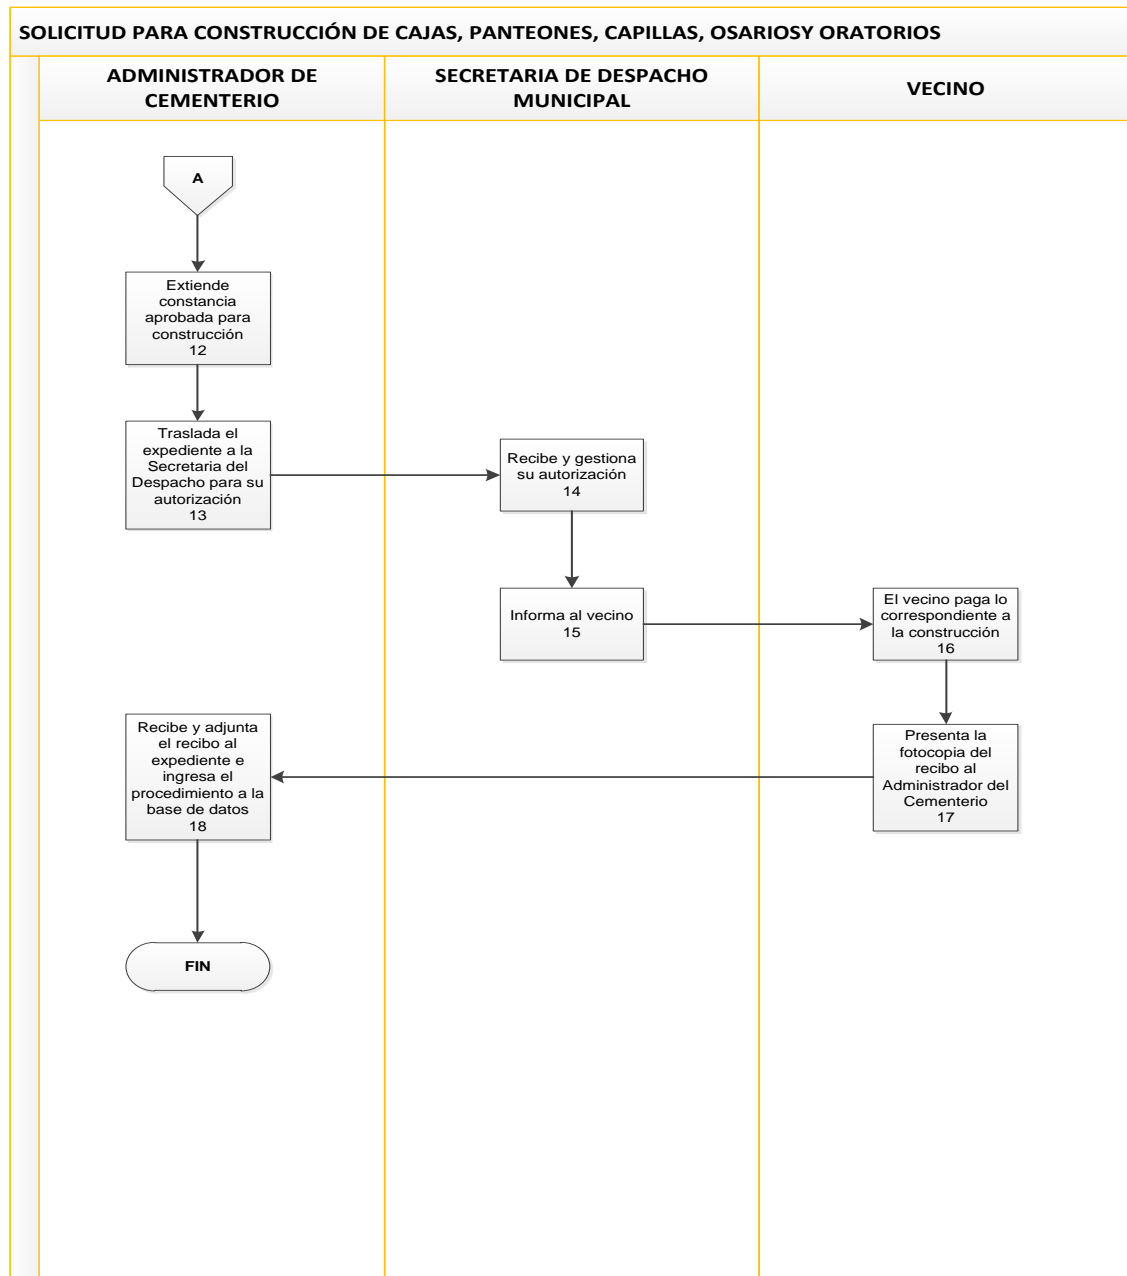 SOLICITUD PARA CONSTRUCCIÓN DE CAJAS, PANTEONES, CAPILLAS, OSARIOSY ORATORIOS
ADMINISTRADOR DE
CEMENTERIO
SECRETARIA DE DESPACHO
MUNICIPAL
VECINO
A
Extiende
constancia
aprobada para
construcción
12
Traslada el
expediente a la
Secretaria del
Despacho para su
autorización
13
Recibe y gestiona
su autorización
14
Informa al vecino
15
El vecino paga lo
correspondiente a
la construcción
16
Presenta la
fotocopia del
recibo al
Administrador del
Cementerio
17
Recibe y adjunta
el recibo al
expediente e
ingresa el
procedimiento a la
base de datos
18
FIN